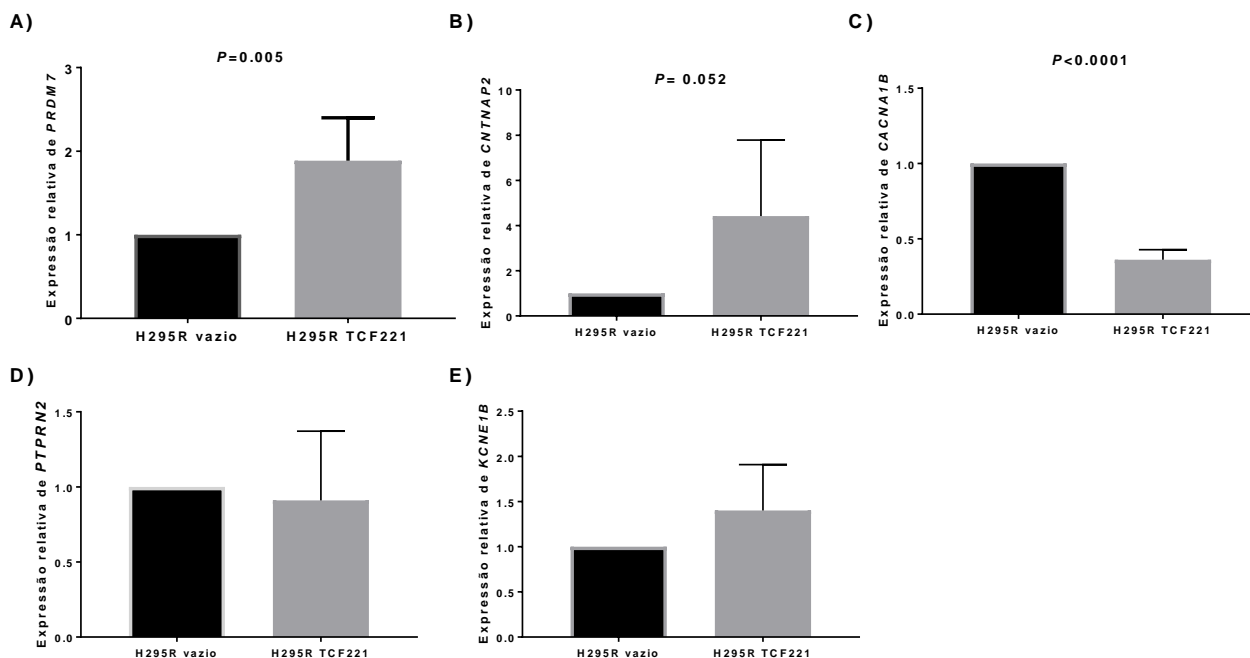 A)
P=0.005
Expressão relativa de PRDM7
3
2
1
0
H295R vazio
H295R TCF221
B)
P= 0.052
Expressão relativa de CNTNAP2
10
8
6
4
2
0
H295R vazio
H295R TCF221
C)
P<0.0001
Expressão relativa de CACNA1B
1.5
1.0
0.5
0.0
H295R vazio
H295R TCF221
D)
Expressão relativa de PTPRN2
1.5
1.0
0.5
0.0
H295R vazio
H295R TCF221
E)
Expressão relativa de KCNE1B
2.5
2.0
1.5
1.0
0.5
0.0
H295R vazio
H295R TCF221